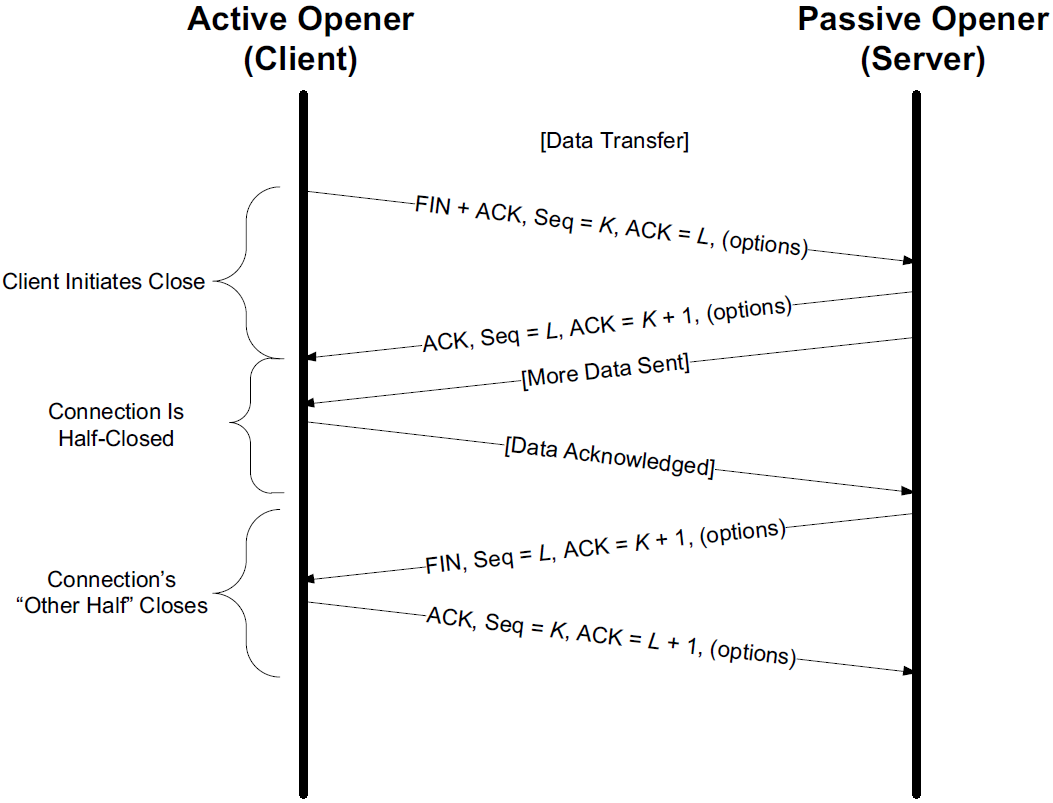 Active Opener
(Client)
Passive Opener
(Server)
[Data Transfer]
FIN + ACK, Seq = K, ACK = L, (options)
Client Initiates Close
ACK, Seq = L, ACK = K + 1, (options)
[More Data Sent]
Connection Is
Half-Closed
[Data Acknowledged]
FIN, Seq = L, ACK = K + 1, (options)
Connection’s
“Other Half” Closes
ACK, Seq = K, ACK = L + 1, (options)